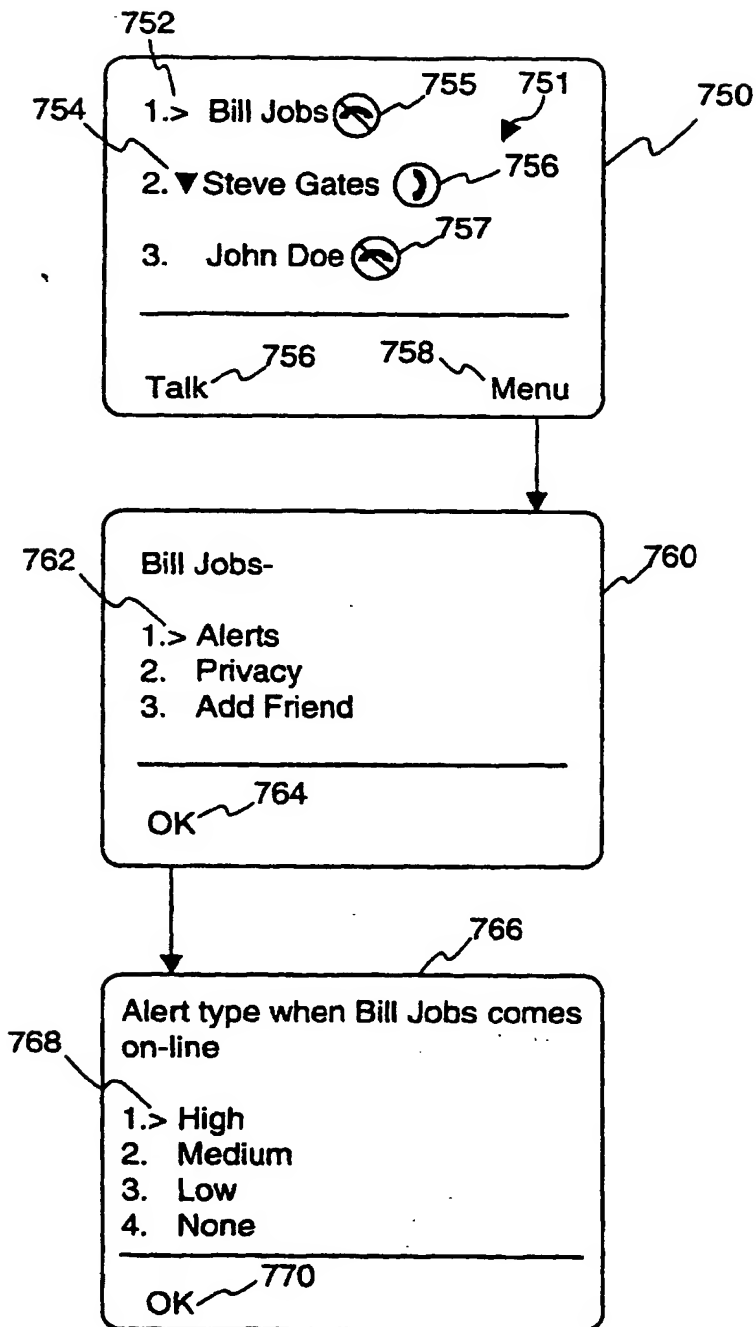 752
1.> Bill Jobs 755 751 750
754
2. ▼ Steve Gates 756
3. John Doe 757
756 758
Talk Menu
762 760
Bill Jobs-
1.> Alerts
2. Privacy
3. Add Friend
764
OK
766
Alert type when Bill Jobs comes
on-line
768
1.> High
2. Medium
3. Low
4. None
770
OK